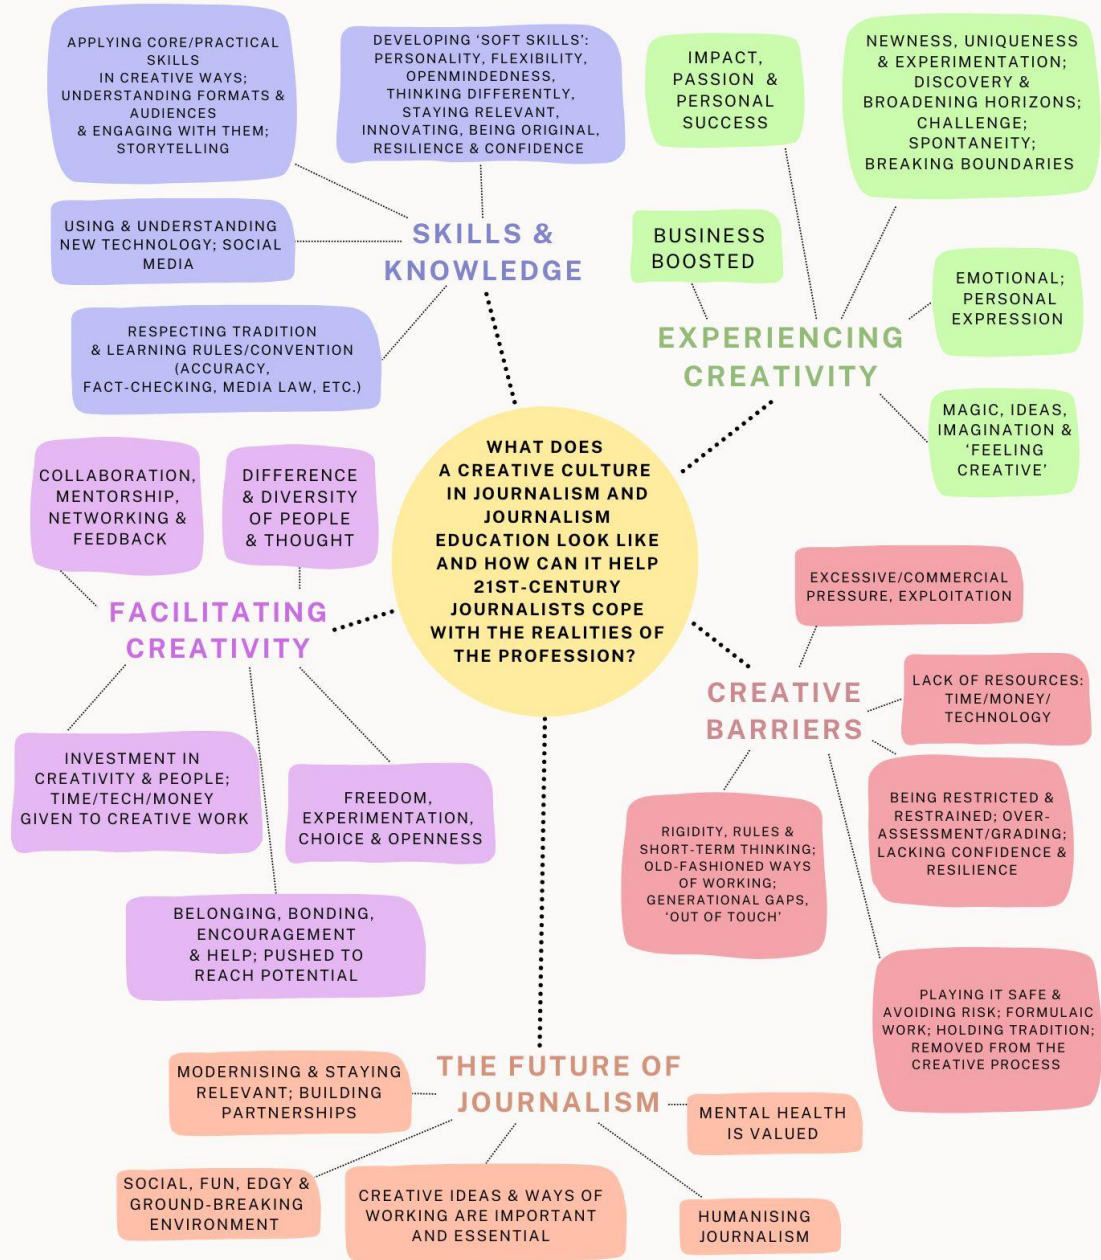 APPLYING CORE/PRACTICAL
SKILLS
IN CREATIVE WAYS;
UNDERSTANDING FORMATS &
AUDIENCES
& ENGAGING WITH THEM;
STORYTELLING
DEVELOPING ‘SOFT SKILLS’:
PERSONALITY, FLEXIBILITY,
OPENMINDEDNESS,
THINKING DIFFERENTLY,
STAYING RELEVANT,
INNOVATING, BEING ORIGINAL,
RESILIENCE & CONFIDENCE
USING & UNDERSTANDING
NEW TECHNOLOGY; SOCIAL
MEDIA
SKILLS &
KNOWLEDGE
RESPECTING TRADITION
& LEARNING RULES/CONVENTION
(ACCURACY,
FACT-CHECKING, MEDIA LAW, ETC.)
IMPACT,
PASSION &
PERSONAL
SUCCESS
NEWNESS, UNIQUENESS
& EXPERIMENTATION;
DISCOVERY &
BROADENING HORIZONS;
CHALLENGE;
SPONTANEITY;
BREAKING BOUNDARIES
BUSINESS
BOOSTED
EMOTIONAL;
PERSONAL
EXPRESSION
EXPERIENCING
CREATIVITY
MAGIC, IDEAS,
IMAGINATION &
‘FEELING
CREATIVE’
WHAT DOES
A CREATIVE CULTURE
IN JOURNALISM AND
JOURNALISM
EDUCATION LOOK LIKE
AND HOW CAN IT HELP
21ST-CENTURY
JOURNALISTS COPE
WITH THE REALITIES OF
THE PROFESSION?
COLLABORATION,
MENTORSHIP,
NETWORKING &
FEEDBACK
DIFFERENCE
& DIVERSITY
OF PEOPLE
& THOUGHT
FACILITATING
CREATIVITY
INVESTMENT IN
CREATIVITY & PEOPLE;
TIME/TECH/MONEY
GIVEN TO CREATIVE WORK
FREEDOM,
EXPERIMENTATION,
CHOICE & OPENNESS
BELONGING, BONDING,
ENCOURAGEMENT
& HELP; PUSHED TO
REACH POTENTIAL
EXCESSIVE/COMMERCIAL
PRESSURE, EXPLOITATION
CREATIVE
BARRIERS
LACK OF RESOURCES:
TIME/MONEY/
TECHNOLOGY
BEING RESTRICTED &
RESTRAINED; OVER-
ASSESSMENT/GRADING;
LACKING CONFIDENCE &
RESILIENCE
RIGIDITY, RULES &
SHORT-TERM THINKING;
OLD-FASHIONED WAYS
OF WORKING;
GENERATIONAL GAPS,
‘OUT OF TOUCH’
PLAYING IT SAFE &
AVOIDING RISK; FORMULAIC
WORK; HOLDING TRADITION;
REMOVED FROM THE
CREATIVE PROCESS
THE FUTURE OF
JOURNALISM
MODERNISING & STAYING
RELEVANT; BUILDING
PARTNERSHIPS
MENTAL HEALTH
IS VALUED
SOCIAL, FUN, EDGY &
GROUND-BREAKING
ENVIRONMENT
CREATIVE IDEAS & WAYS OF
WORKING ARE IMPORTANT
AND ESSENTIAL
HUMANISING
JOURNALISM